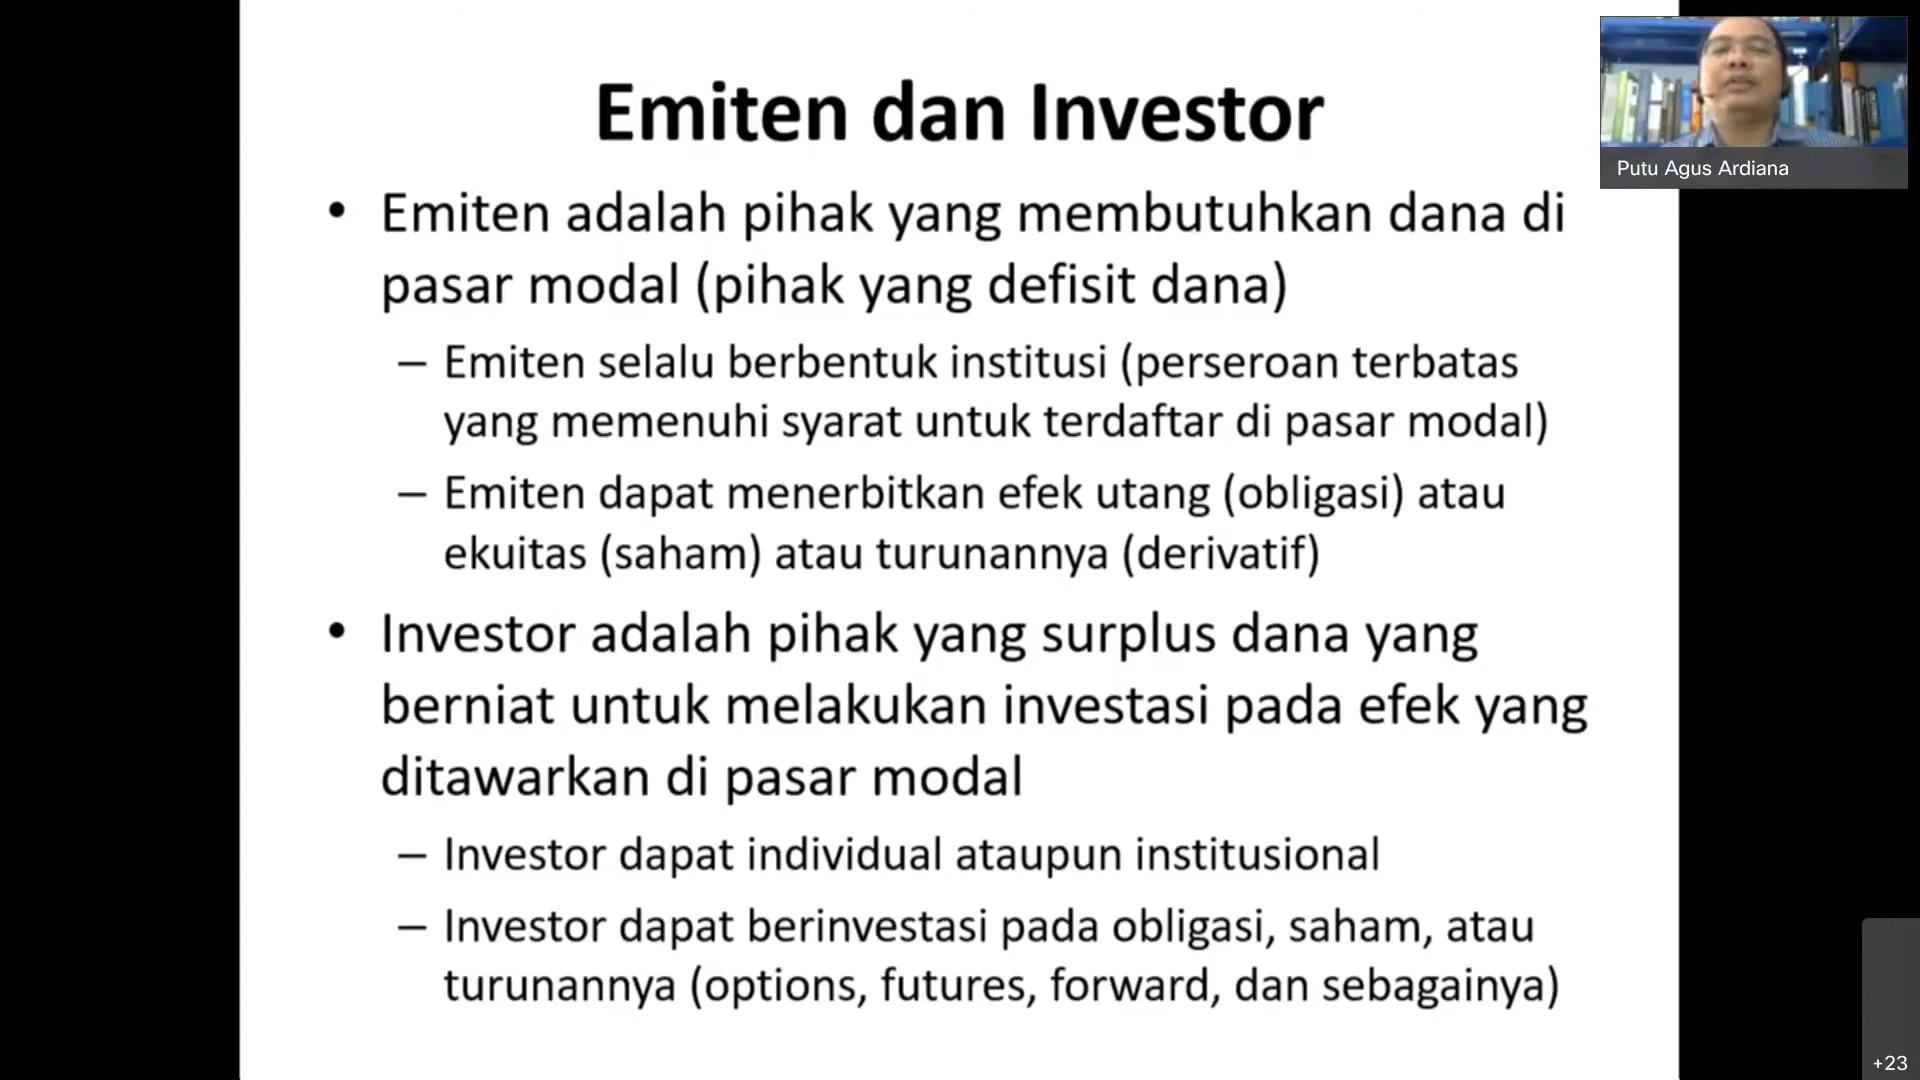 Emiten dan Investor
• Emiten adalah pihak yang membutuhkan dana di
pasar modal (pihak yang defisit dana)
– Emiten selalu berbentuk institusi (perseroan terbatas
yang memenuhi syarat untuk terdaftar di pasar modal)
– Emiten dapat menerbitkan efek utang (obligasi) atau
ekuitas (saham) atau turunannya (derivatif)
• Investor adalah pihak yang surplus dana yang
berniat untuk melakukan investasi pada efek yang
ditawarkan di pasar modal
– Investor dapat individual ataupun institusional
– Investor dapat berinvestasi pada obligasi, saham, atau
turunannya (options, futures, forward, dan sebagainya)
Putu Agus Ardiana
+23